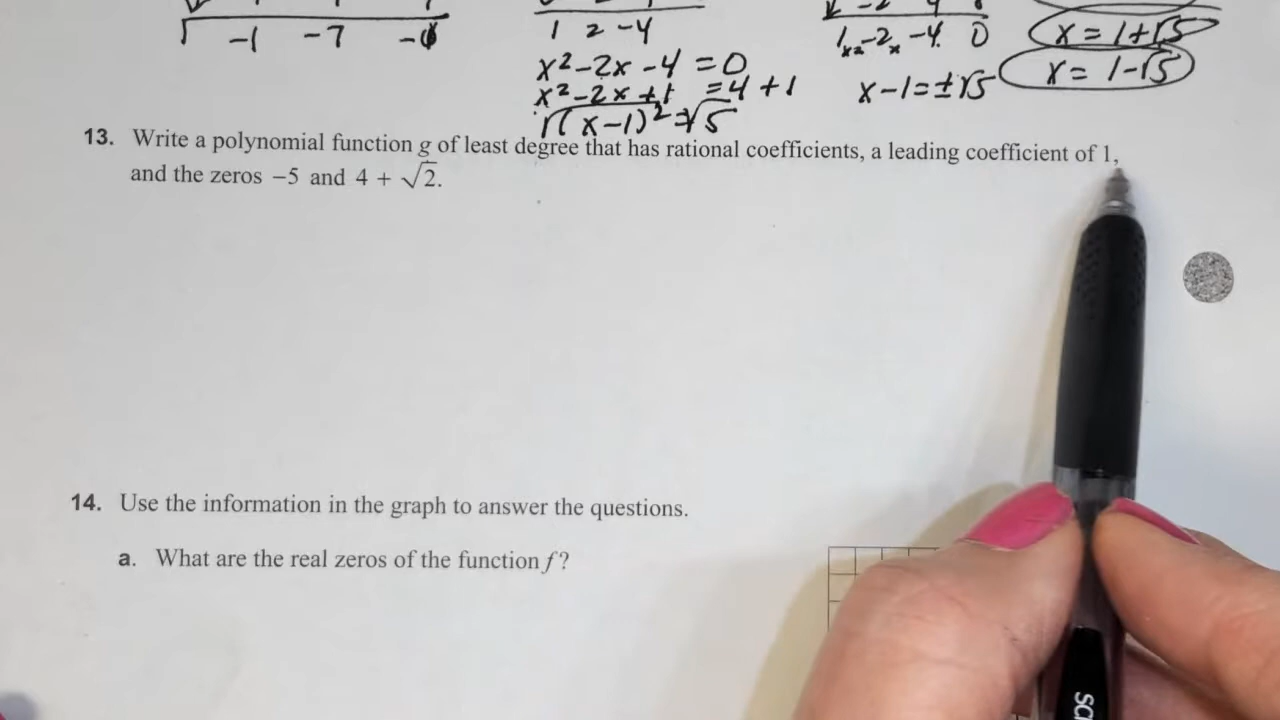 -1 -7
1 2 -4
1 -2 -4 0
x = 1+√5
x²-2x-4 = 0
x = 1-√5
x²-2x+1 = 4+1
x-1 = ±√5
√(x-1)² = √5
13. Write a polynomial function g of least degree that has rational coefficients, a leading coefficient of 1,
and the zeros −5 and 4 + √2.
14. Use the information in the graph to answer the questions.
a. What are the real zeros of the function f?